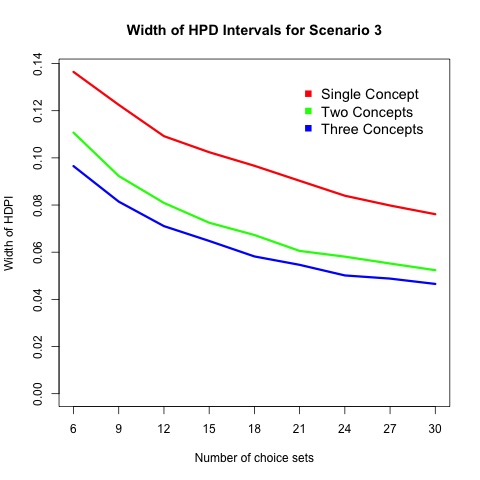 Width of HPD Intervals for Scenario 3
Width of HDPI
0.14
0.12
0.10
0.08
0.06
0.04
0.02
0.00
Single Concept
Two Concepts
Three Concepts
6 9 12 15 18 21 24 27 30
Number of choice sets